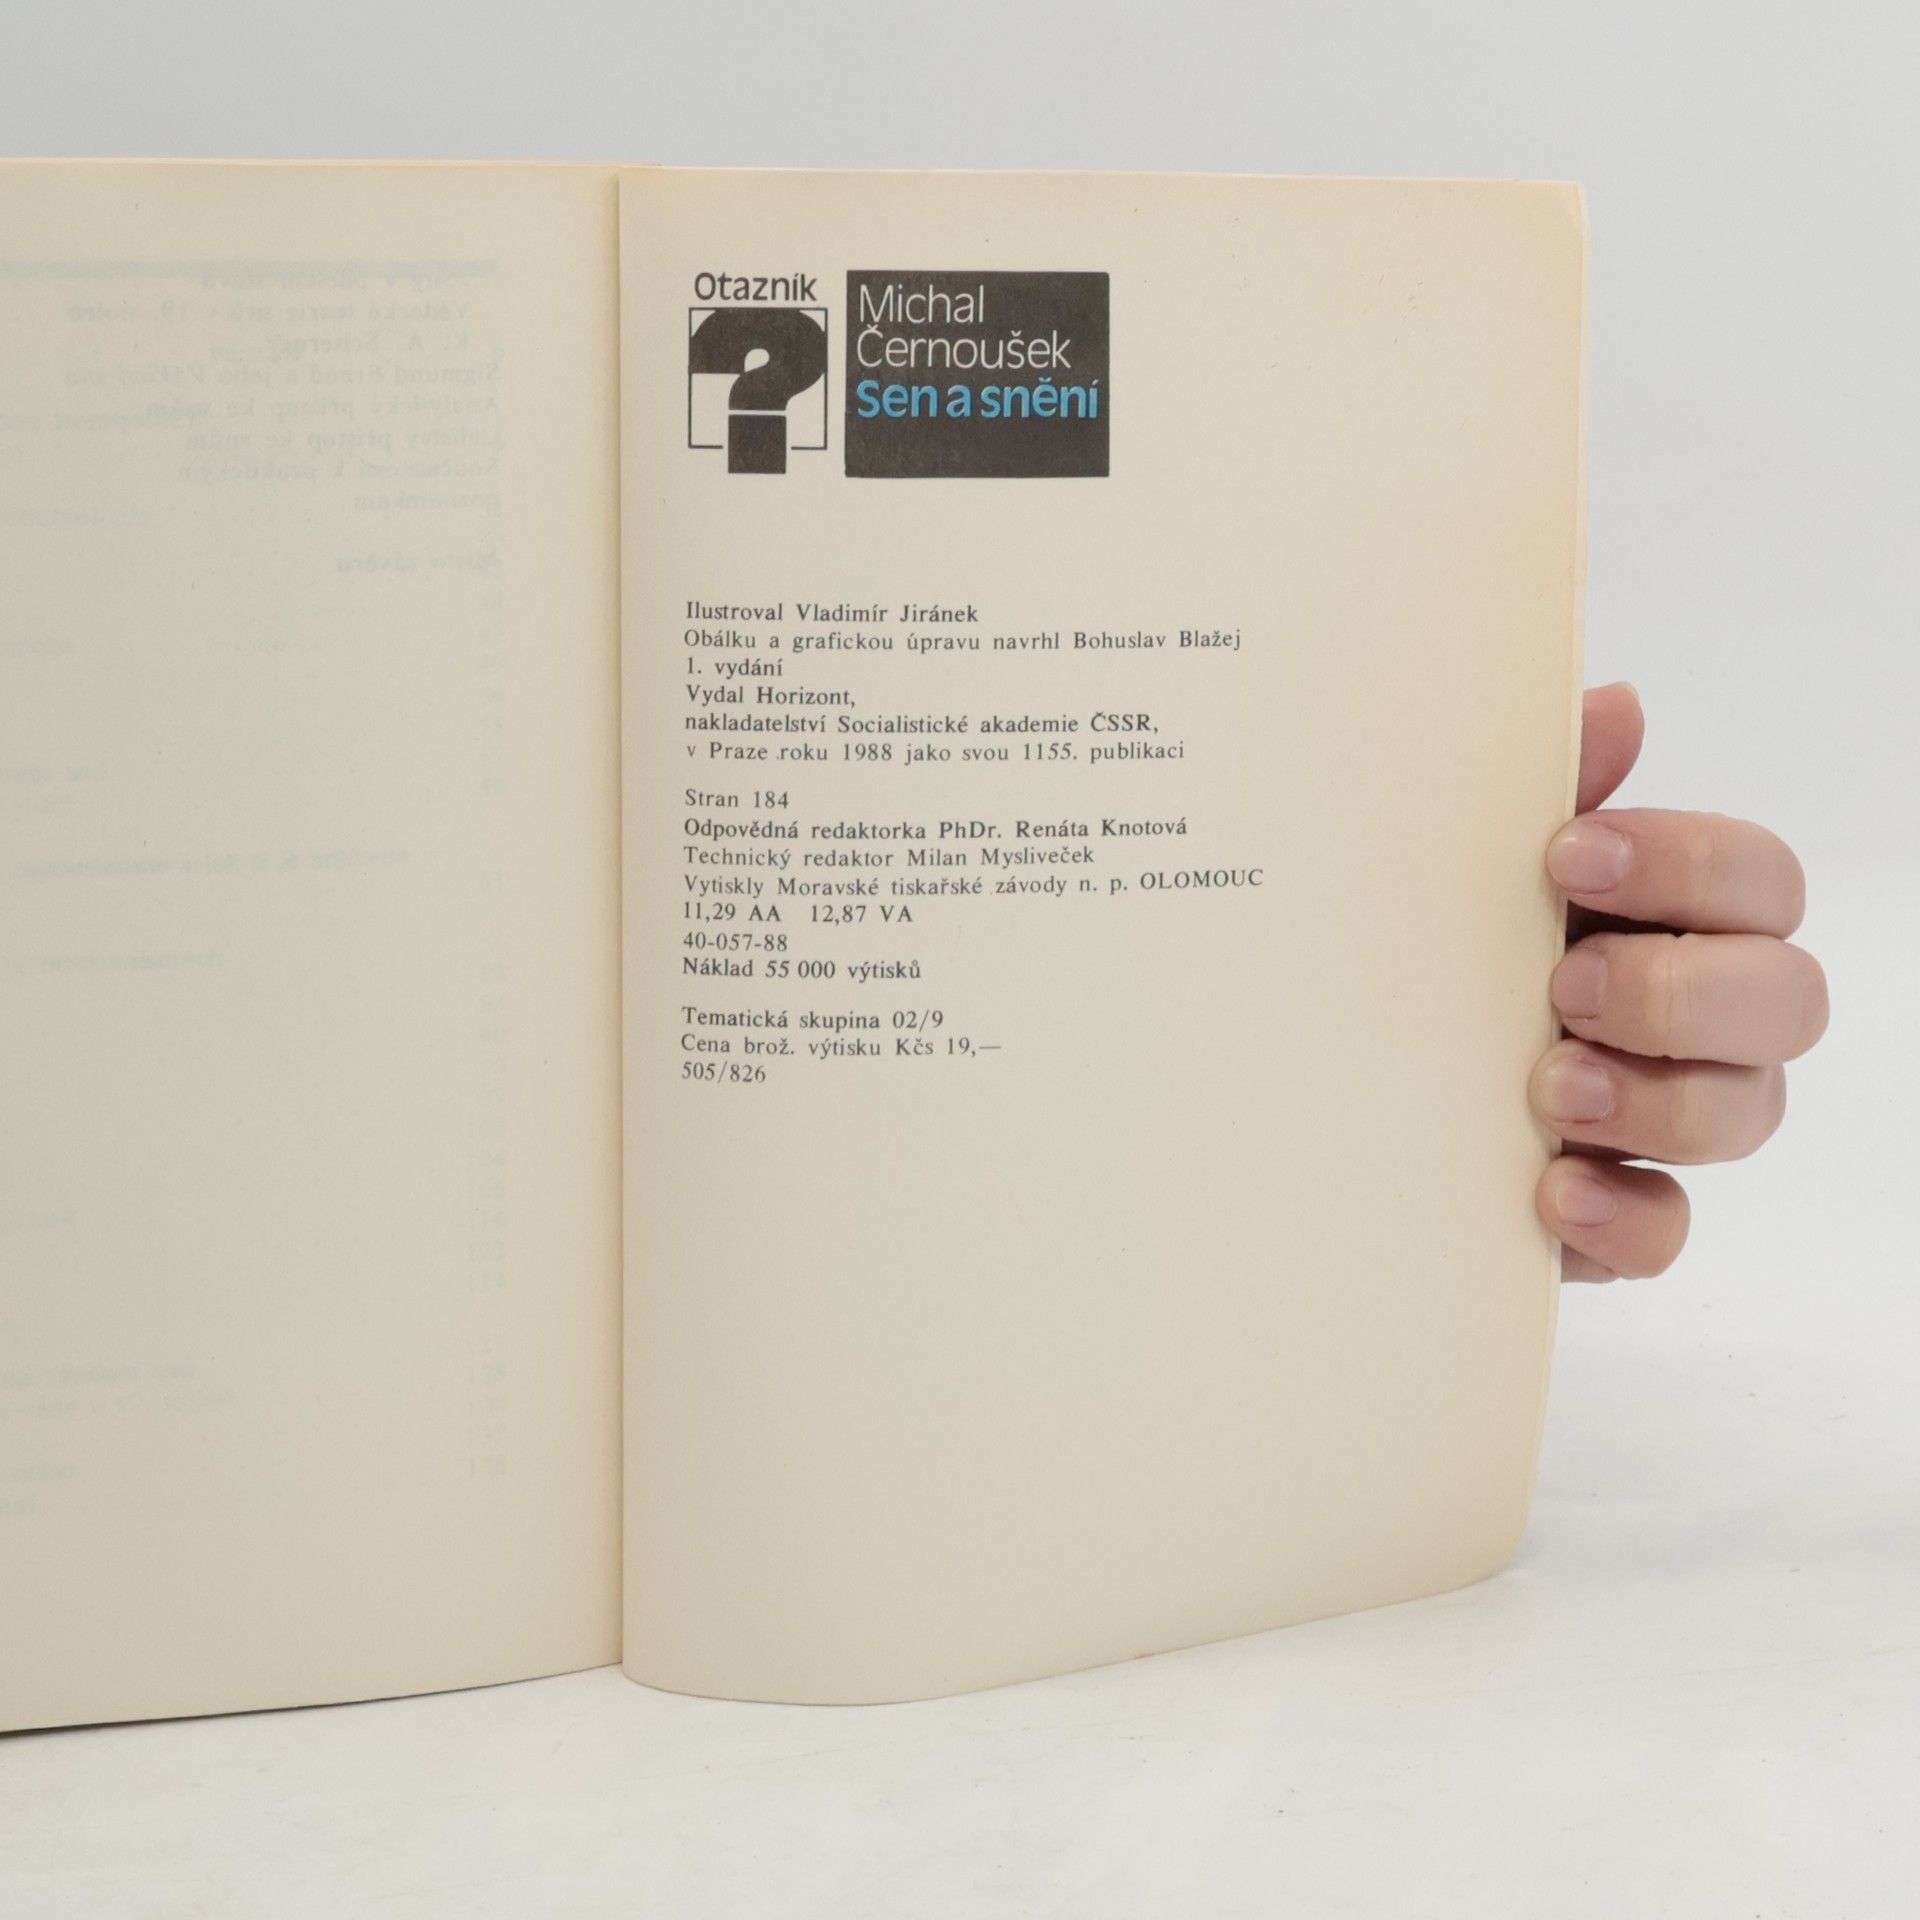 Otazník
?
Michal
Černoušek
Sen a snění
Ilustroval Vladimír Jiránek
Obálku a grafickou úpravu navrhl Bohuslav Blažej
1. vydání
Vydal Horizont,
nakladatelství Socialistické akademie ČSSR,
v Praze roku 1988 jako svou 1155. publikaci
Stran 184
Odpovědná redaktorka PhDr. Renáta Knotová
Technický redaktor Milan Mysliveček
Vytiskly Moravské tiskařské závody n. p. OLOMOUC
11,29 AA 12,87 VA
40-057-88
Náklad 55 000 výtisků
Tematická skupina 02/9
Cena brož. výtisku Kčs 19,—
505/826